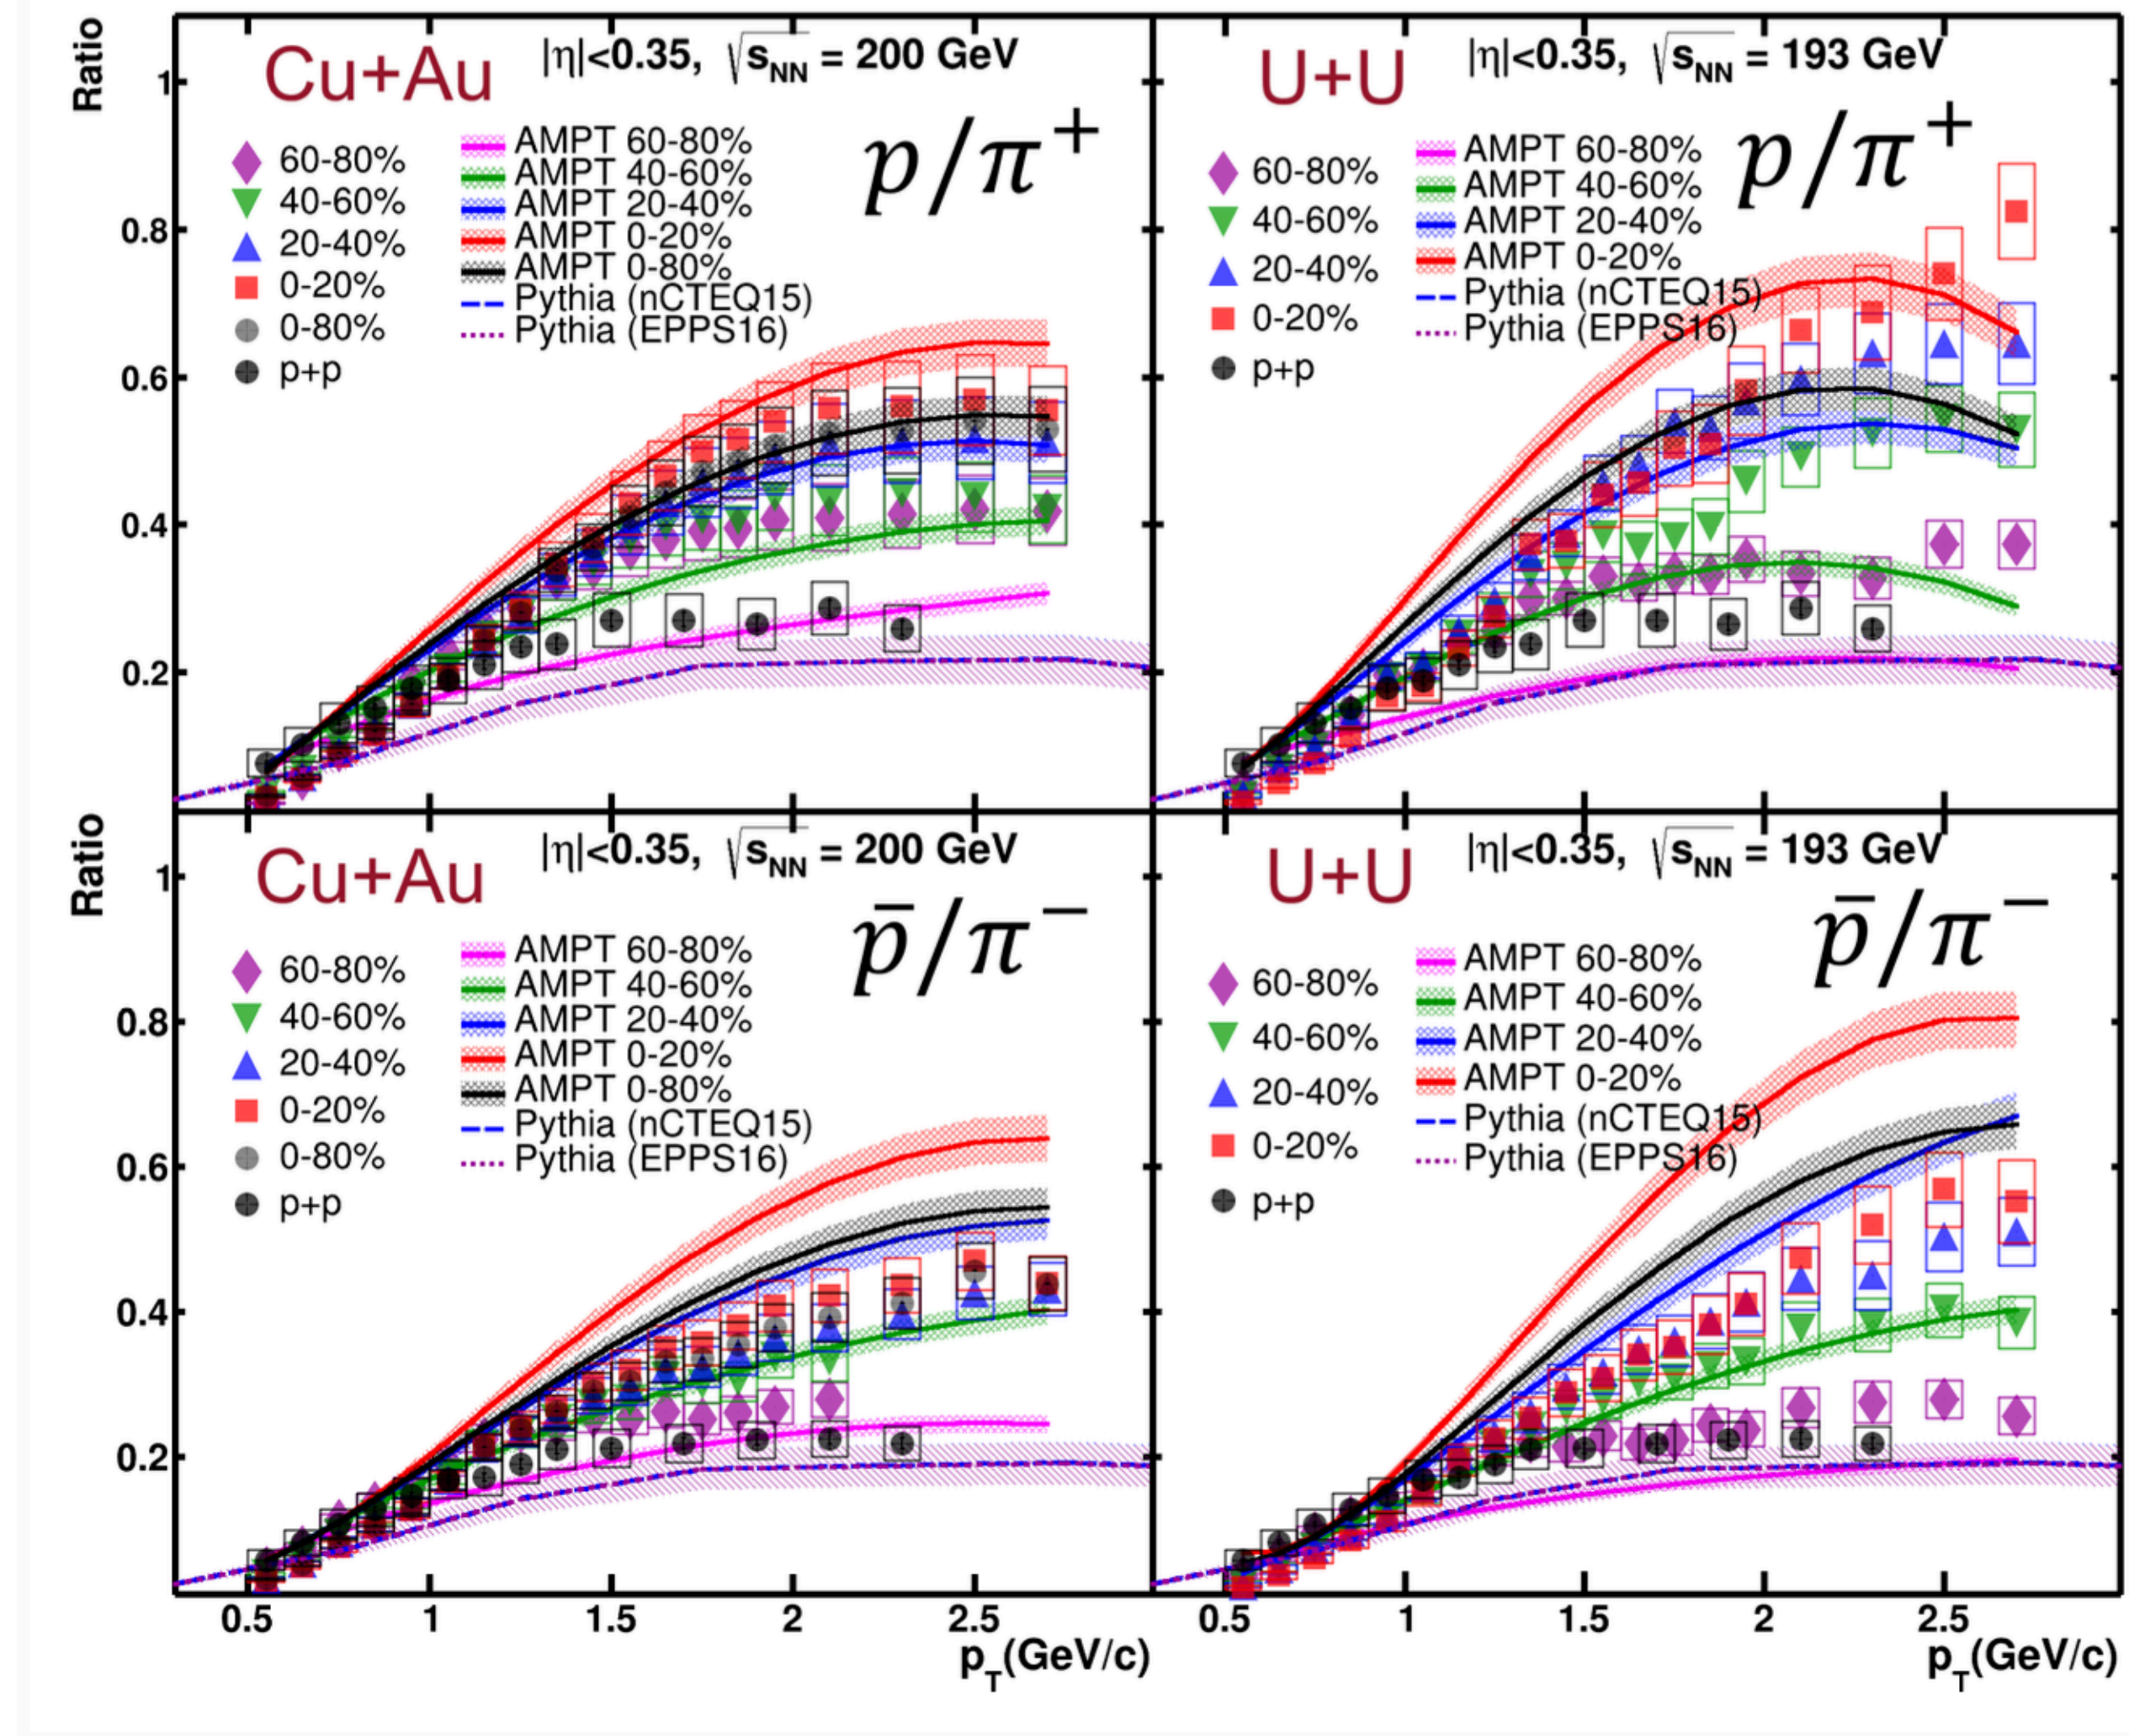 Ratio
Cu+Au
|η|<0.35, √sNN = 200 GeV
p/π+
60-80%
40-60%
20-40%
0-20%
0-80%
p+p
AMPT 60-80%
AMPT 40-60%
AMPT 20-40%
AMPT 0-20%
AMPT 0-80%
Pythia (nCTEQ15)
Pythia (EPPS16)
1
0.8
0.6
0.4
0.2
U+U
|η|<0.35, √sNN = 193 GeV
p/π+
60-80%
40-60%
20-40%
0-20%
p+p
AMPT 60-80%
AMPT 40-60%
AMPT 20-40%
AMPT 0-20%
Pythia (nCTEQ15)
Pythia (EPPS16)
Ratio
Cu+Au
|η|<0.35, √sNN = 200 GeV
p̄/π−
60-80%
40-60%
20-40%
0-20%
0-80%
p+p
AMPT 60-80%
AMPT 40-60%
AMPT 20-40%
AMPT 0-20%
AMPT 0-80%
Pythia (nCTEQ15)
Pythia (EPPS16)
1
0.8
0.6
0.4
0.2
0.5 1 1.5 2 2.5
pT(GeV/c)
U+U
|η|<0.35, √sNN = 193 GeV
p̄/π−
60-80%
40-60%
20-40%
0-20%
p+p
AMPT 60-80%
AMPT 40-60%
AMPT 20-40%
AMPT 0-20%
Pythia (nCTEQ15)
Pythia (EPPS16)
0.5 1 1.5 2 2.5
pT(GeV/c)